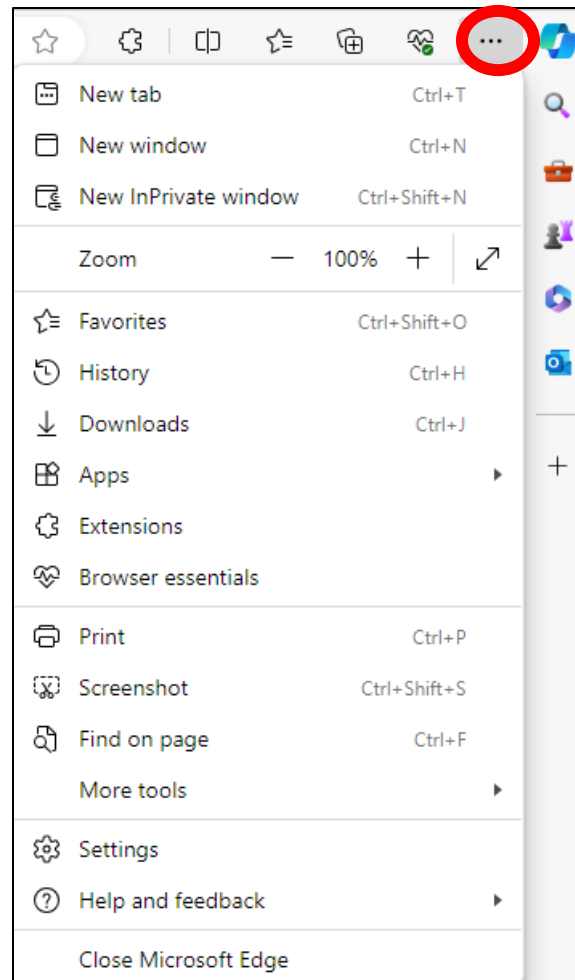 New tab Ctrl+T
New window Ctrl+N
New InPrivate window Ctrl+Shift+N
Zoom — 100% +
Favorites Ctrl+Shift+O
History Ctrl+H
Downloads Ctrl+J
Apps
Extensions
Browser essentials
Print Ctrl+P
Screenshot Ctrl+Shift+S
Find on page Ctrl+F
More tools
Settings
Help and feedback
Close Microsoft Edge